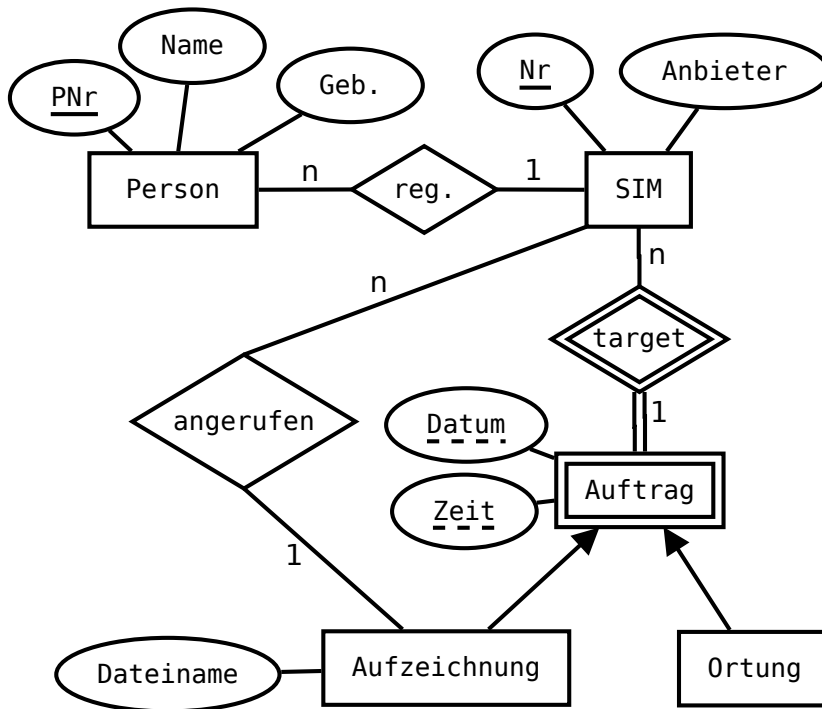 Name
Nr
Anbieter
PNr
Geb.
Person
n
reg.
1
SIM
n
n
target
angerufen
Datum
1
Auftrag
Zeit
1
Dateiname
Aufzeichnung
Ortung